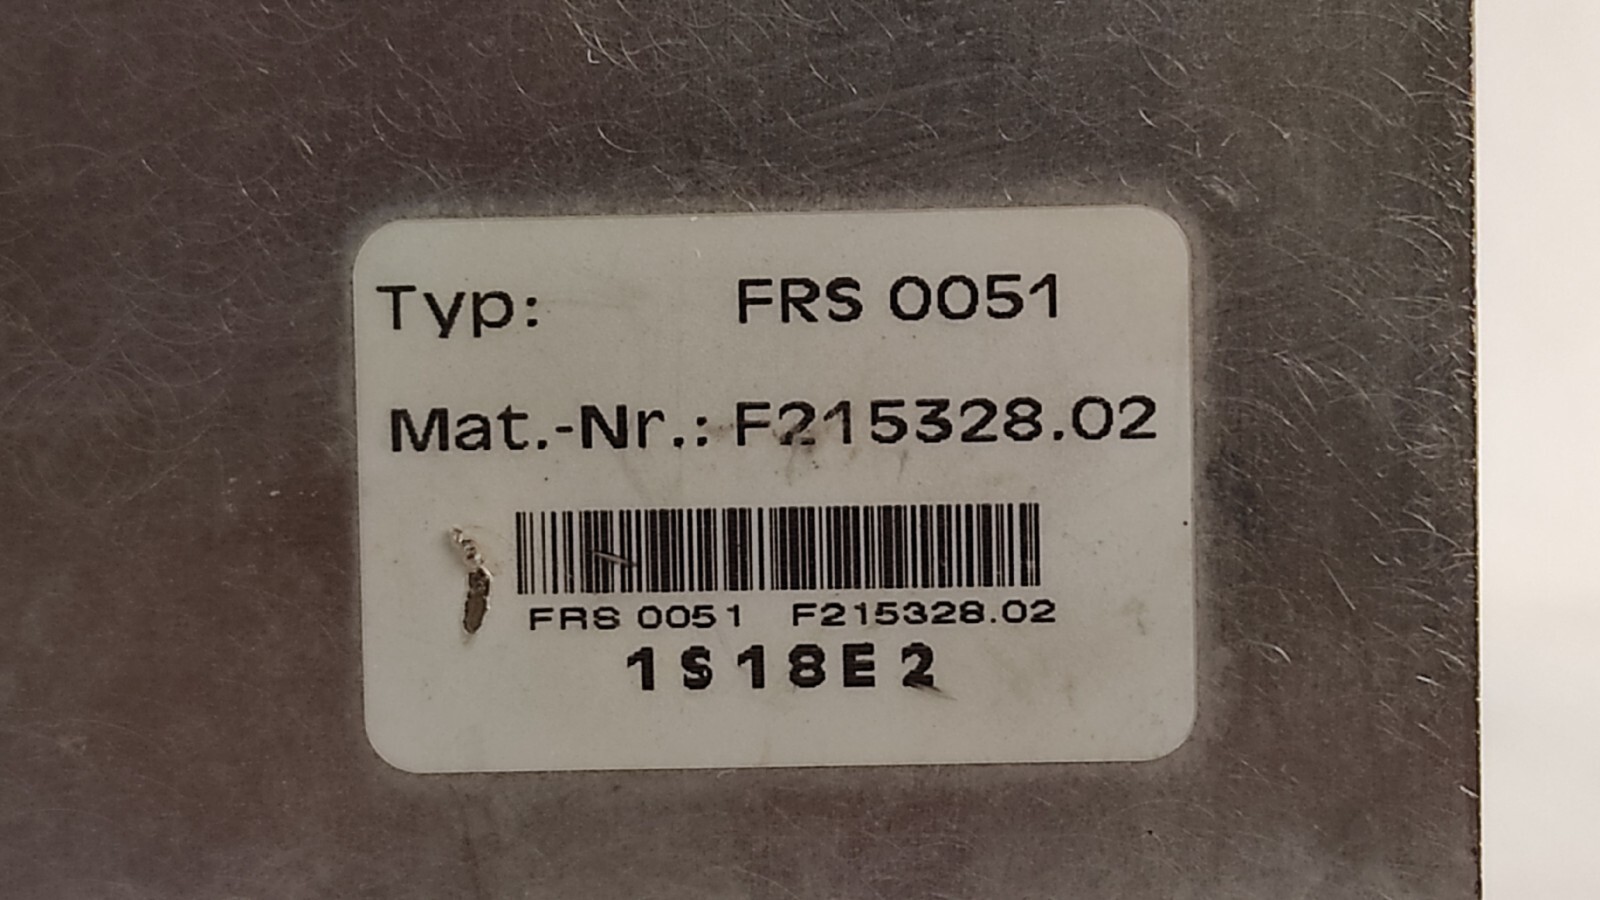 Typ: FRS 0051
Mat.-Nr.: F215328.02
FRS 0051 F215328.02
1S18E2